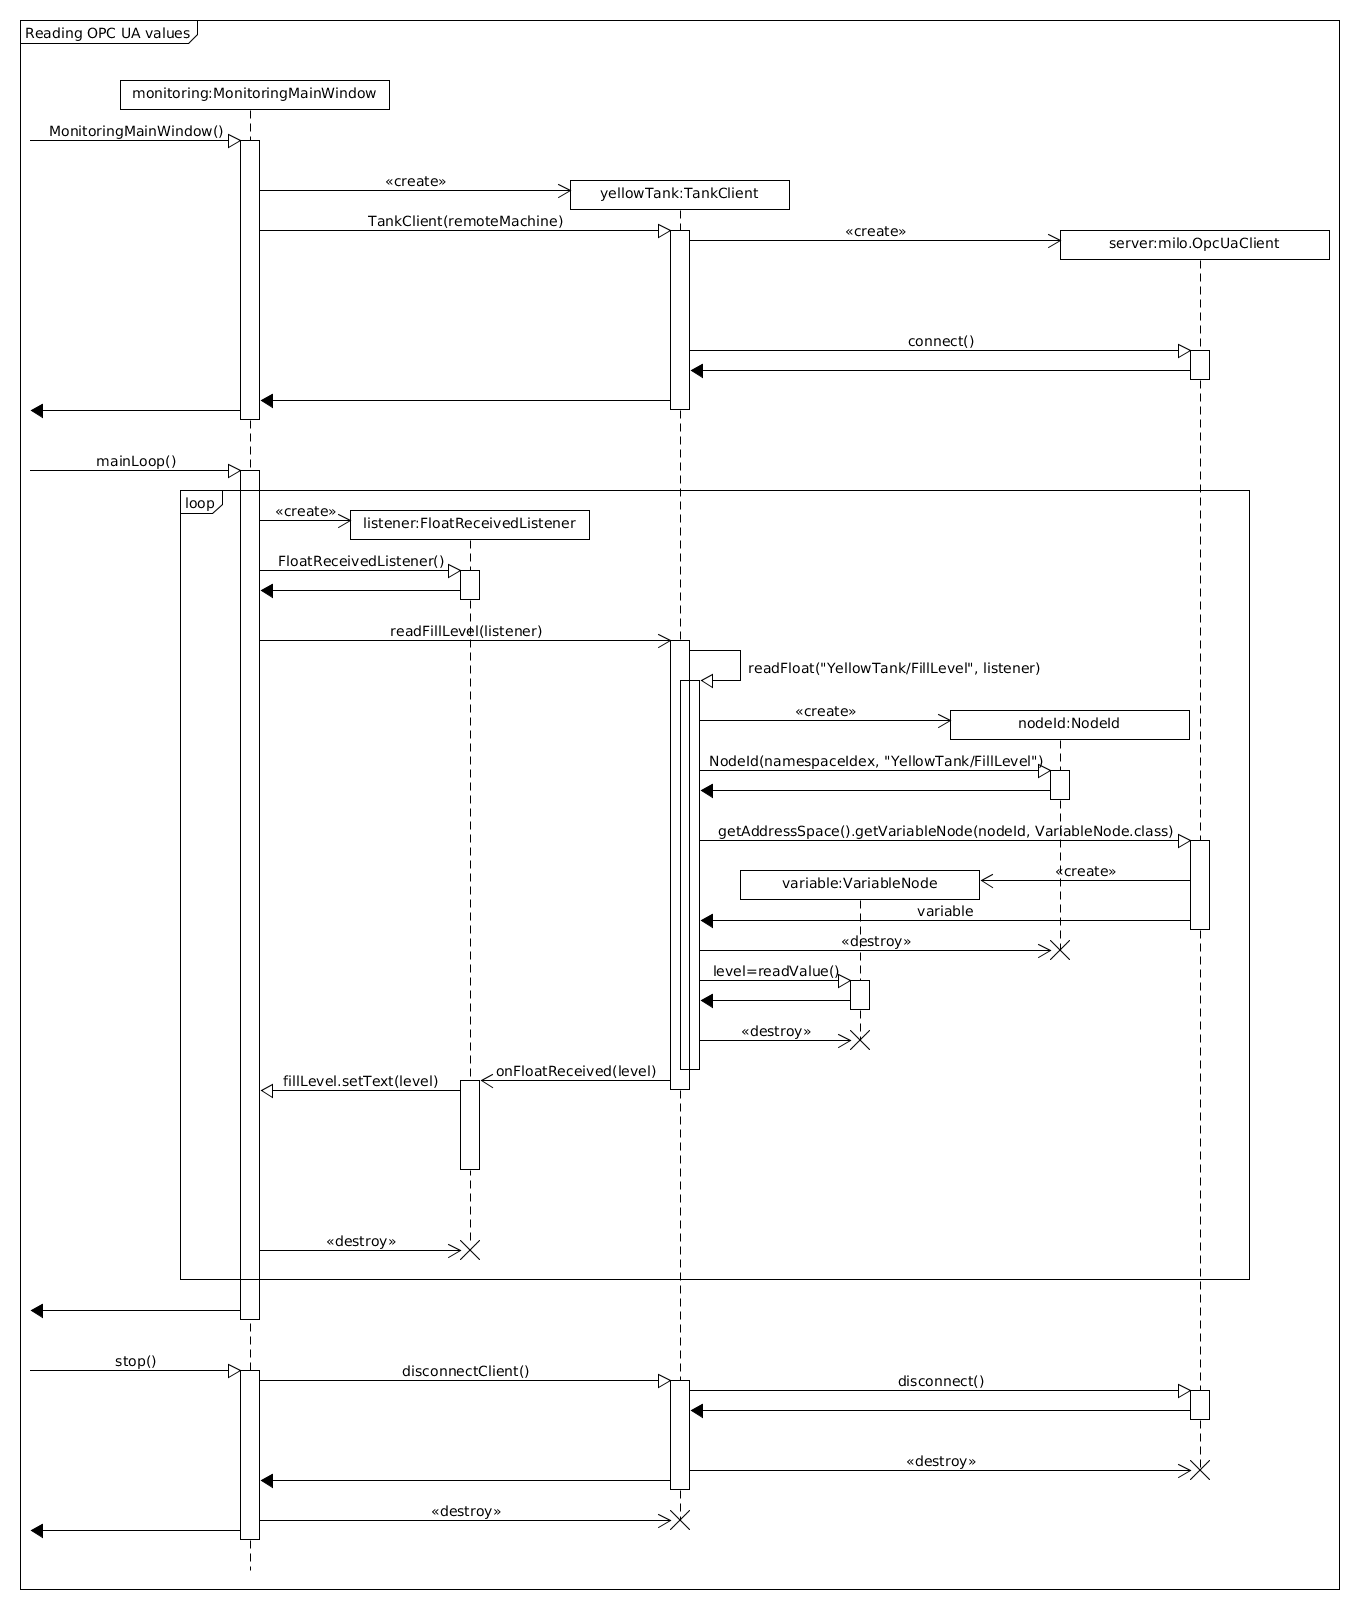 Reading OPC UA values
monitoring:MonitoringMainWindow
MonitoringMainWindow()
«create»
yellowTank:TankClient
TankClient(remoteMachine)
«create»
server:milo.OpcUaClient
connect()
mainLoop()
loop
«create»
listener:FloatReceivedListener
FloatReceivedListener()
readFillLevel(listener)
readFloat("YellowTank/FillLevel", listener)
«create»
nodeId:NodeId
NodeId(namespaceIdex, "YellowTank/FillLevel")
getAddressSpace().getVariableNode(nodeId, VariableNode.class)
variable:VariableNode
«create»
variable
«destroy»
level=readValue()
«destroy»
onFloatReceived(level)
fillLevel.setText(level)
«destroy»
stop()
disconnectClient()
disconnect()
«destroy»
«destroy»